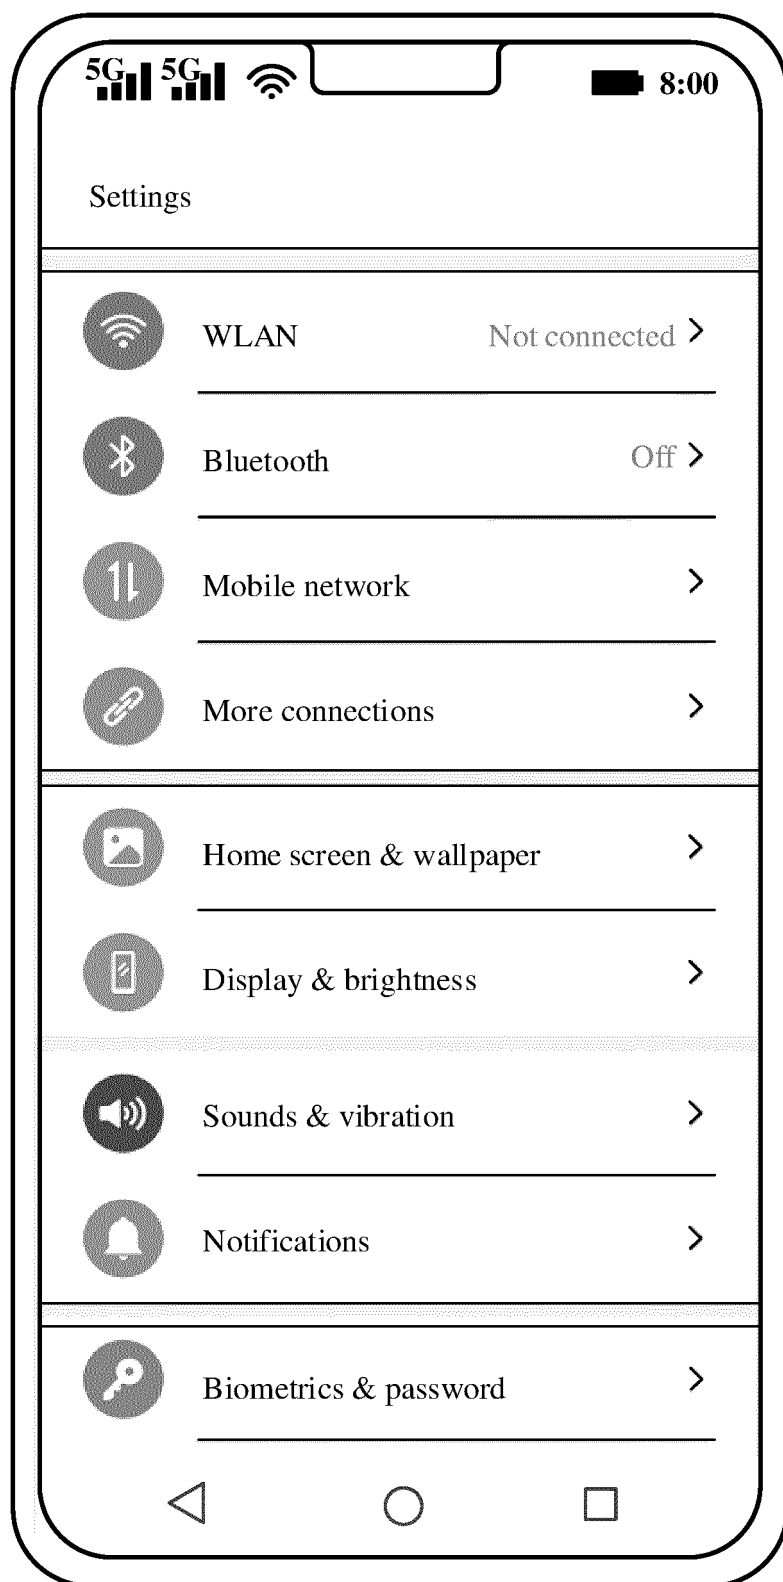 5G 5G 8:00
Settings
WLAN Not connected
Bluetooth Off
Mobile network
More connections
Home screen & wallpaper
Display & brightness
Sounds & vibration
Notifications
Biometrics & password